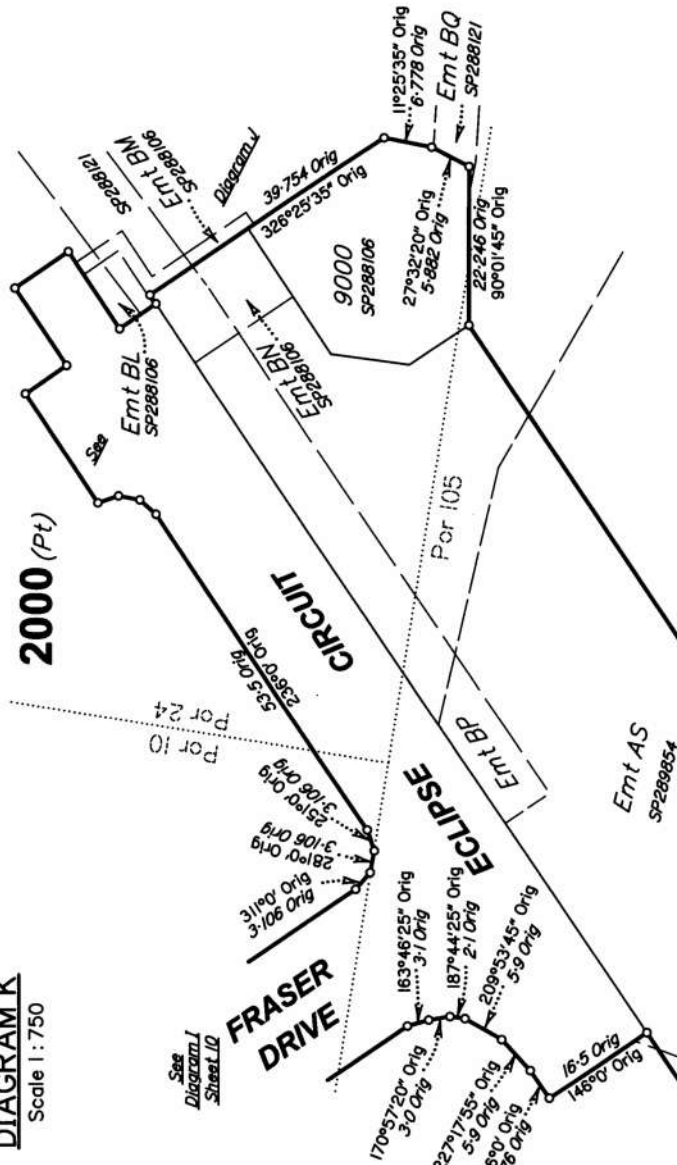 DIAGRAM K
Scale 1 : 750
2000 (Pt)
See
Emt BL
SP288106
SP288121
Emt BM
SP288106
Diagram J
39·754 Orig
326°25'35" Orig
11°25'35" Orig
6·778 Orig
Emt BQ
SP288121
27°32'20" Orig
5·882 Orig
22·246 Orig
90°01'45" Orig
9000
SP288106
Emt BN
SP288106
Por 105
Por 24
Por 10
CIRCUIT
53·5 Orig
236°0' Orig
251°0' Orig
3·106 Orig
281°0' Orig
3·106 Orig
311°0' Orig
3·106 Orig
ECLIPSE
Emt BP
Emt AS
SP289854
See
Diagram I
Sheet 10
FRASER
DRIVE
163°46'25" Orig
3·1 Orig
187°44'25" Orig
2·1 Orig
209°53'45" Orig
5·9 Orig
170°57'20" Orig
3·0 Orig
227°17'55" Orig
5·9 Orig
6°0' Orig
76 Orig
16·5 Orig
146°0' Orig